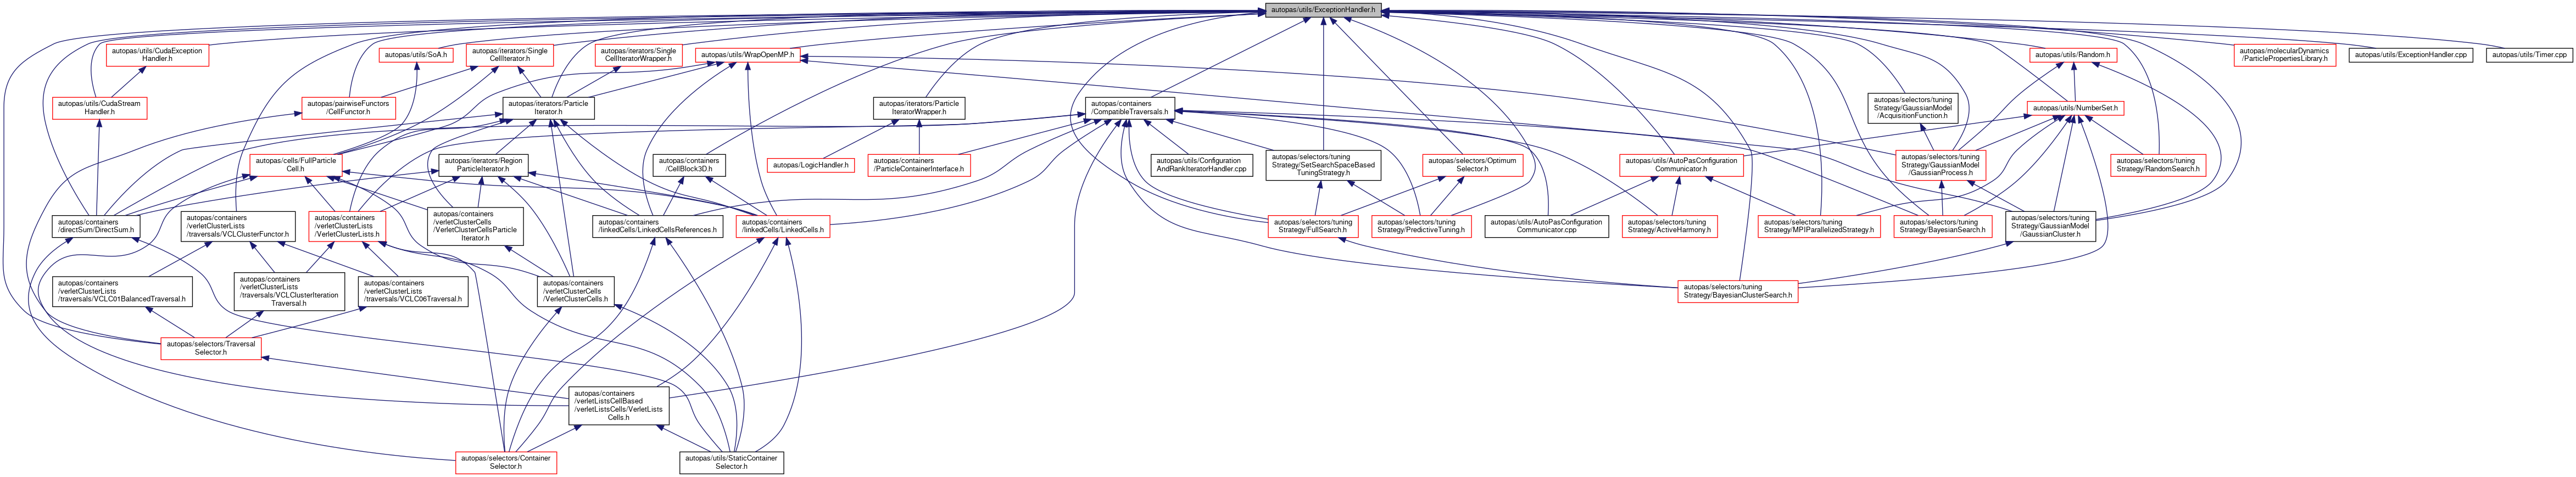 autopas/utils/ExceptionHandler.h
autopas/utils/CudaException
Handler.h
autopas/utils/SoA.h
autopas/iterators/Single
CellIterator.h
autopas/iterators/Single
CellIteratorWrapper.h
autopas/utils/WrapOpenMP.h
autopas/utils/Random.h
autopas/molecularDynamics
/ParticlePropertiesLibrary.h
autopas/utils/ExceptionHandler.cpp
autopas/utils/Timer.cpp
autopas/utils/CudaStream
Handler.h
autopas/pairwiseFunctors
/CellFunctor.h
autopas/iterators/Particle
Iterator.h
autopas/iterators/Particle
IteratorWrapper.h
autopas/containers
/CompatibleTraversals.h
autopas/selectors/tuning
Strategy/GaussianModel
/AcquisitionFunction.h
autopas/utils/NumberSet.h
autopas/cells/FullParticle
Cell.h
autopas/iterators/Region
ParticleIterator.h
autopas/containers
/CellBlock3D.h
autopas/LogicHandler.h
autopas/containers
/ParticleContainerInterface.h
autopas/utils/Configuration
AndRankIteratorHandler.cpp
autopas/selectors/tuning
Strategy/SetSearchSpaceBased
TuningStrategy.h
autopas/selectors/Optimum
Selector.h
autopas/utils/AutoPasConfiguration
Communicator.h
autopas/selectors/tuning
Strategy/GaussianModel
/GaussianProcess.h
autopas/selectors/tuning
Strategy/RandomSearch.h
autopas/containers
/directSum/DirectSum.h
autopas/containers
/verletClusterLists
/traversals/VCLClusterFunctor.h
autopas/containers
/verletClusterLists
/VerletClusterLists.h
autopas/containers
/verletClusterCells
/VerletClusterCellsParticle
Iterator.h
autopas/containers
/linkedCells/LinkedCellsReferences.h
autopas/containers
/linkedCells/LinkedCells.h
autopas/selectors/tuning
Strategy/FullSearch.h
autopas/selectors/tuning
Strategy/PredictiveTuning.h
autopas/utils/AutoPasConfiguration
Communicator.cpp
autopas/selectors/tuning
Strategy/ActiveHarmony.h
autopas/selectors/tuning
Strategy/MPIParallelizedStrategy.h
autopas/selectors/tuning
Strategy/BayesianSearch.h
autopas/selectors/tuning
Strategy/GaussianModel
/GaussianCluster.h
autopas/containers
/verletClusterLists
/traversals/VCLC01BalancedTraversal.h
autopas/containers
/verletClusterLists
/traversals/VCLClusterIteration
Traversal.h
autopas/containers
/verletClusterLists
/traversals/VCLC06Traversal.h
autopas/containers
/verletClusterCells
/VerletClusterCells.h
autopas/selectors/tuning
Strategy/BayesianClusterSearch.h
autopas/selectors/Traversal
Selector.h
autopas/containers
/verletListsCellBased
/verletListsCells/VerletLists
Cells.h
autopas/selectors/Container
Selector.h
autopas/utils/StaticContainer
Selector.h